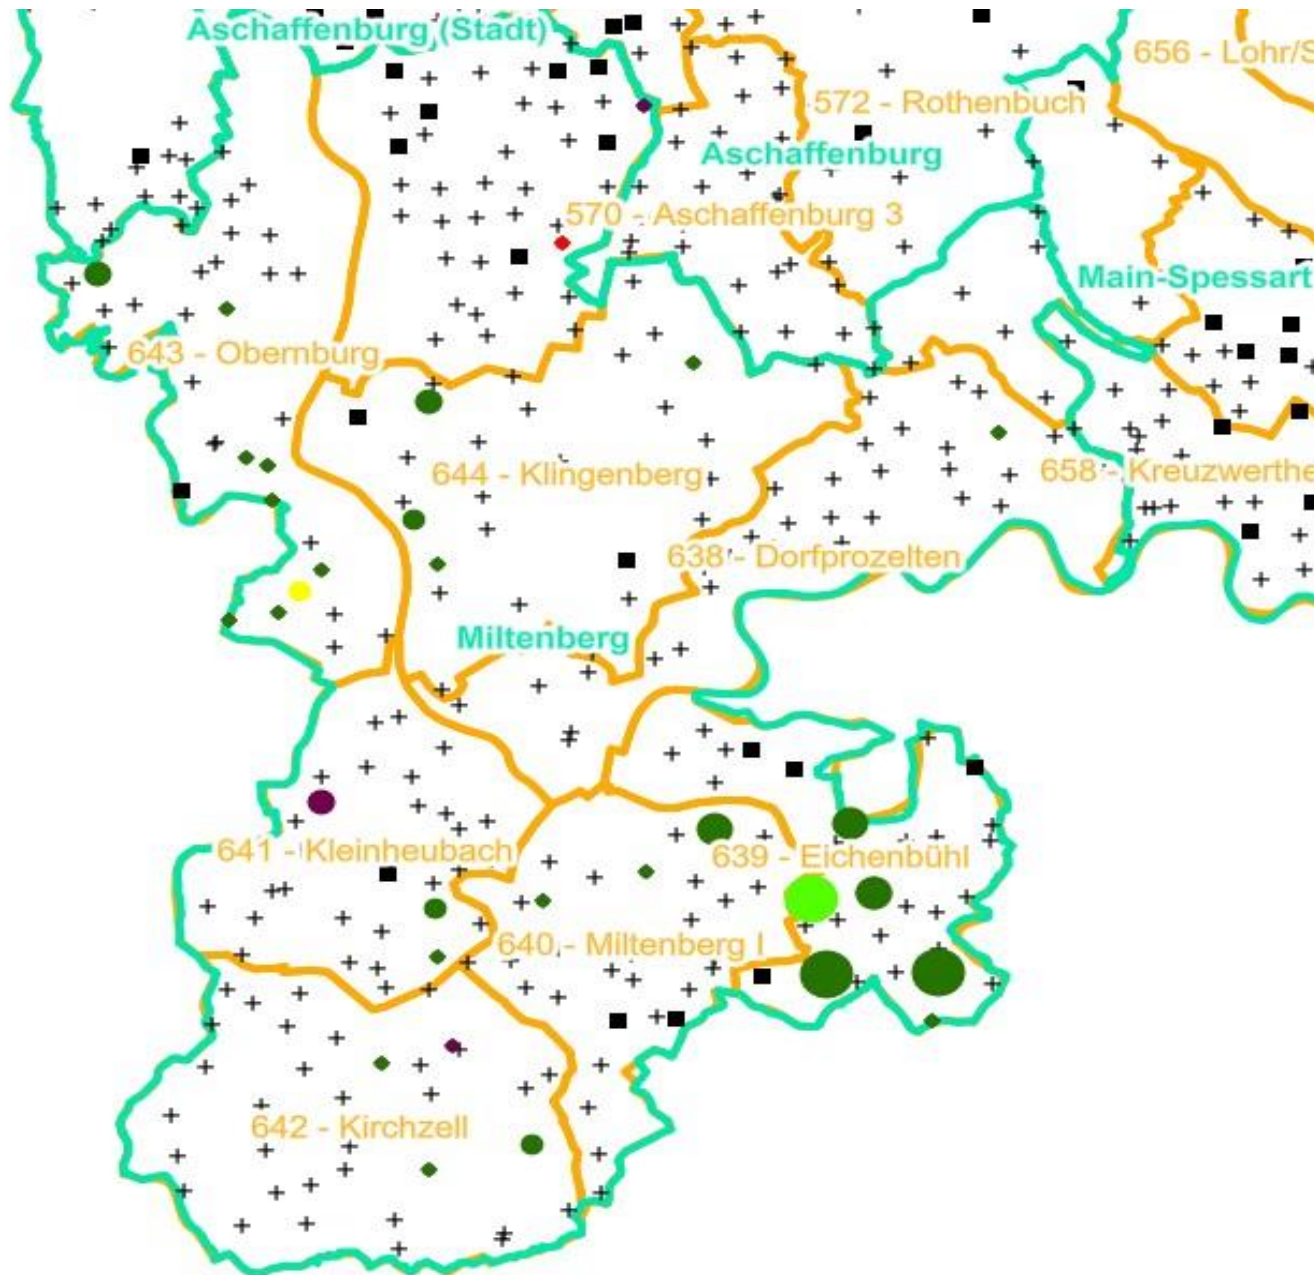 Aschaffenburg (Stadt)
656 - Lohr/S
572 - Rothenbuch
Aschaffenburg
570 - Aschaffenburg 3
Main-Spessart
643 - Obernburg
644 - Klingenberg
658 - Kreuzwerthe
638 - Dorfprozelten
Miltenberg
641 - Kleinheubach
639 - Eichenbühl
640 - Miltenberg I
642 - Kirchzell